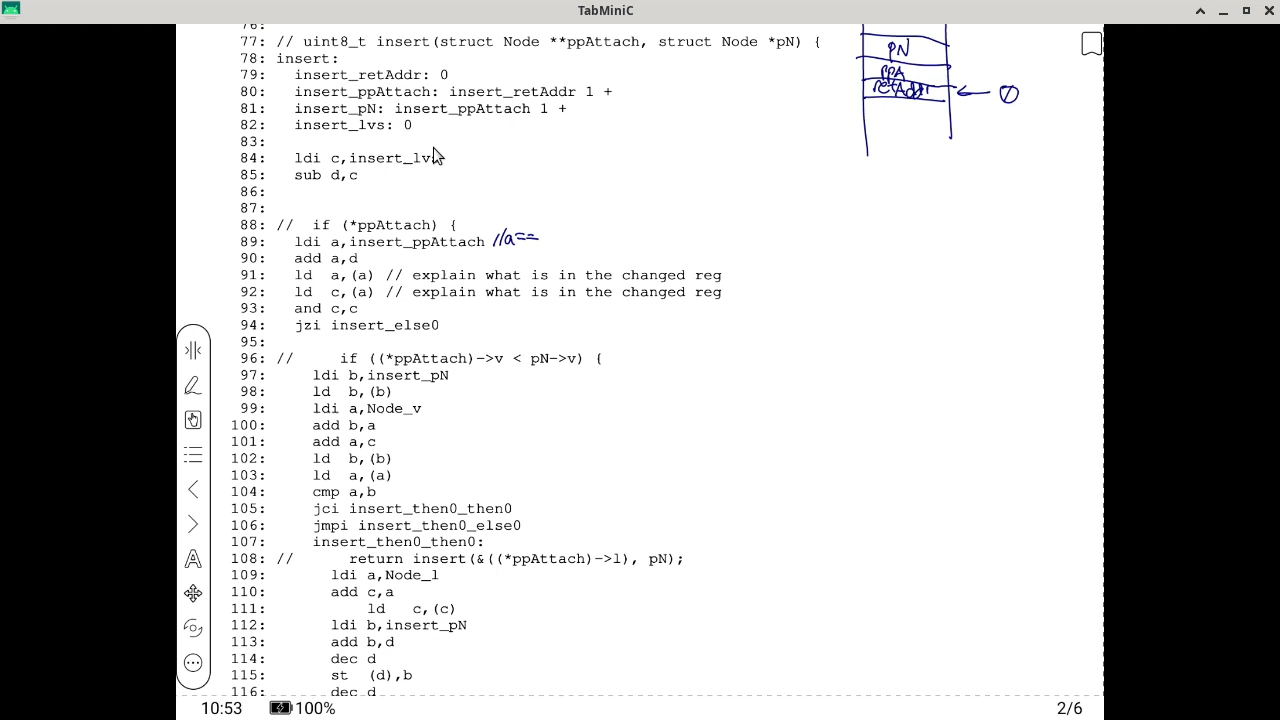 TabMiniC
76:
77: // uint8_t insert(struct Node **ppAttach, struct Node *pN) {
78: insert:
79:   insert_retAddr: 0
80:   insert_ppAttach: insert_retAddr 1 +
81:   insert_pN: insert_ppAttach 1 +
82:   insert_lvs: 0
83:
84:   ldi c,insert_lv
85:   sub d,c
86:
87:
88: //  if (*ppAttach) {
89:   ldi a,insert_ppAttach //a==
90:   add a,d
91:   ld  a,(a) // explain what is in the changed reg
92:   ld  c,(a) // explain what is in the changed reg
93:   and c,c
94:   jzi insert_else0
95:
96: //     if ((*ppAttach)->v < pN->v) {
97:     ldi b,insert_pN
98:     ld  b,(b)
99:     ldi a,Node_v
100:     add b,a
101:     add a,c
102:     ld  b,(b)
103:     ld  a,(a)
104:     cmp a,b
105:     jci insert_then0_then0
106:     jmpi insert_then0_else0
107:     insert_then0_then0:
108: //      return insert(&((*ppAttach)->l), pN);
109:       ldi a,Node_l
110:       add c,a
111:           ld   c,(c)
112:       ldi b,insert_pN
113:       add b,d
114:       dec d
115:       st  (d),b
116:       dec d
pN
ppA
retAddr
10:53
100%
2/6